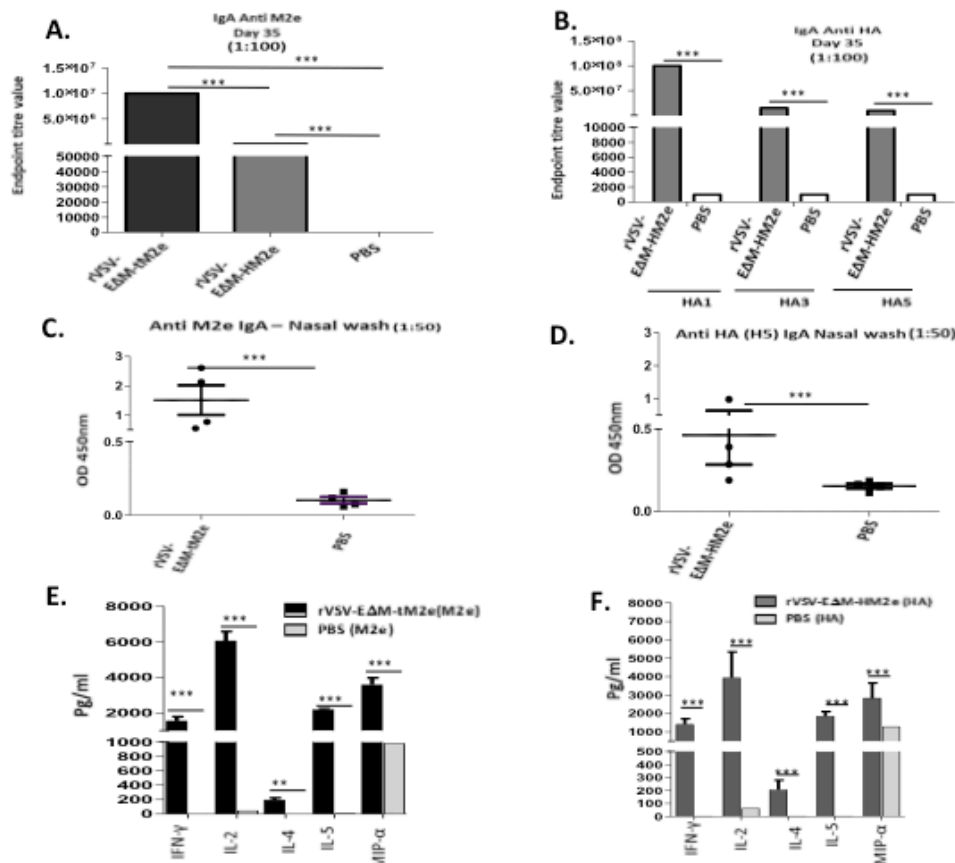 A.
IgA Anti M2e
Day 35
(1:100)
Endpoint titre value
1.5×10⁷
1.0×10⁷
5.0×10⁶
50000
40000
30000
20000
10000
0
***
***
***
rVSV-
EΔM-tM2e
rVSV-
EΔM-HM2e
PBS
B.
IgA Anti HA
Day 35
(1:100)
Endpoint titre value
1.5×10⁸
1.0×10⁸
5.0×10⁷
10000
8000
6000
4000
2000
0
***
***
***
rVSV-
EΔM-HM2e
PBS
rVSV-
EΔM-HM2e
PBS
rVSV-
EΔM-HM2e
PBS
HA1
HA3
HA5
C.
Anti M2e IgA – Nasal wash (1:50)
OD 450nm
3
2
1
0.5
0.0
***
rVSV-
EΔM-tM2e
PBS
D.
Anti HA (H5) IgA Nasal wash (1:50)
OD 450nm
3
2
1
0.5
0.0
***
rVSV-
EΔM-HM2e
PBS
E.
Pg/ml
8000
6000
4000
2000
1000
800
600
400
200
0
rVSV-EΔM-tM2e(M2e)
PBS (M2e)
***
***
**
***
***
IFN-γ
IL-2
IL-4
IL-5
MIP-α
F.
Pg/ml
8000
7000
6000
5000
4000
3000
2000
1000
500
400
300
200
100
0
rVSV-EΔM-HM2e (HA)
PBS (HA)
***
***
***
***
***
IFN-γ
IL-2
IL-4
IL-5
MIP-α